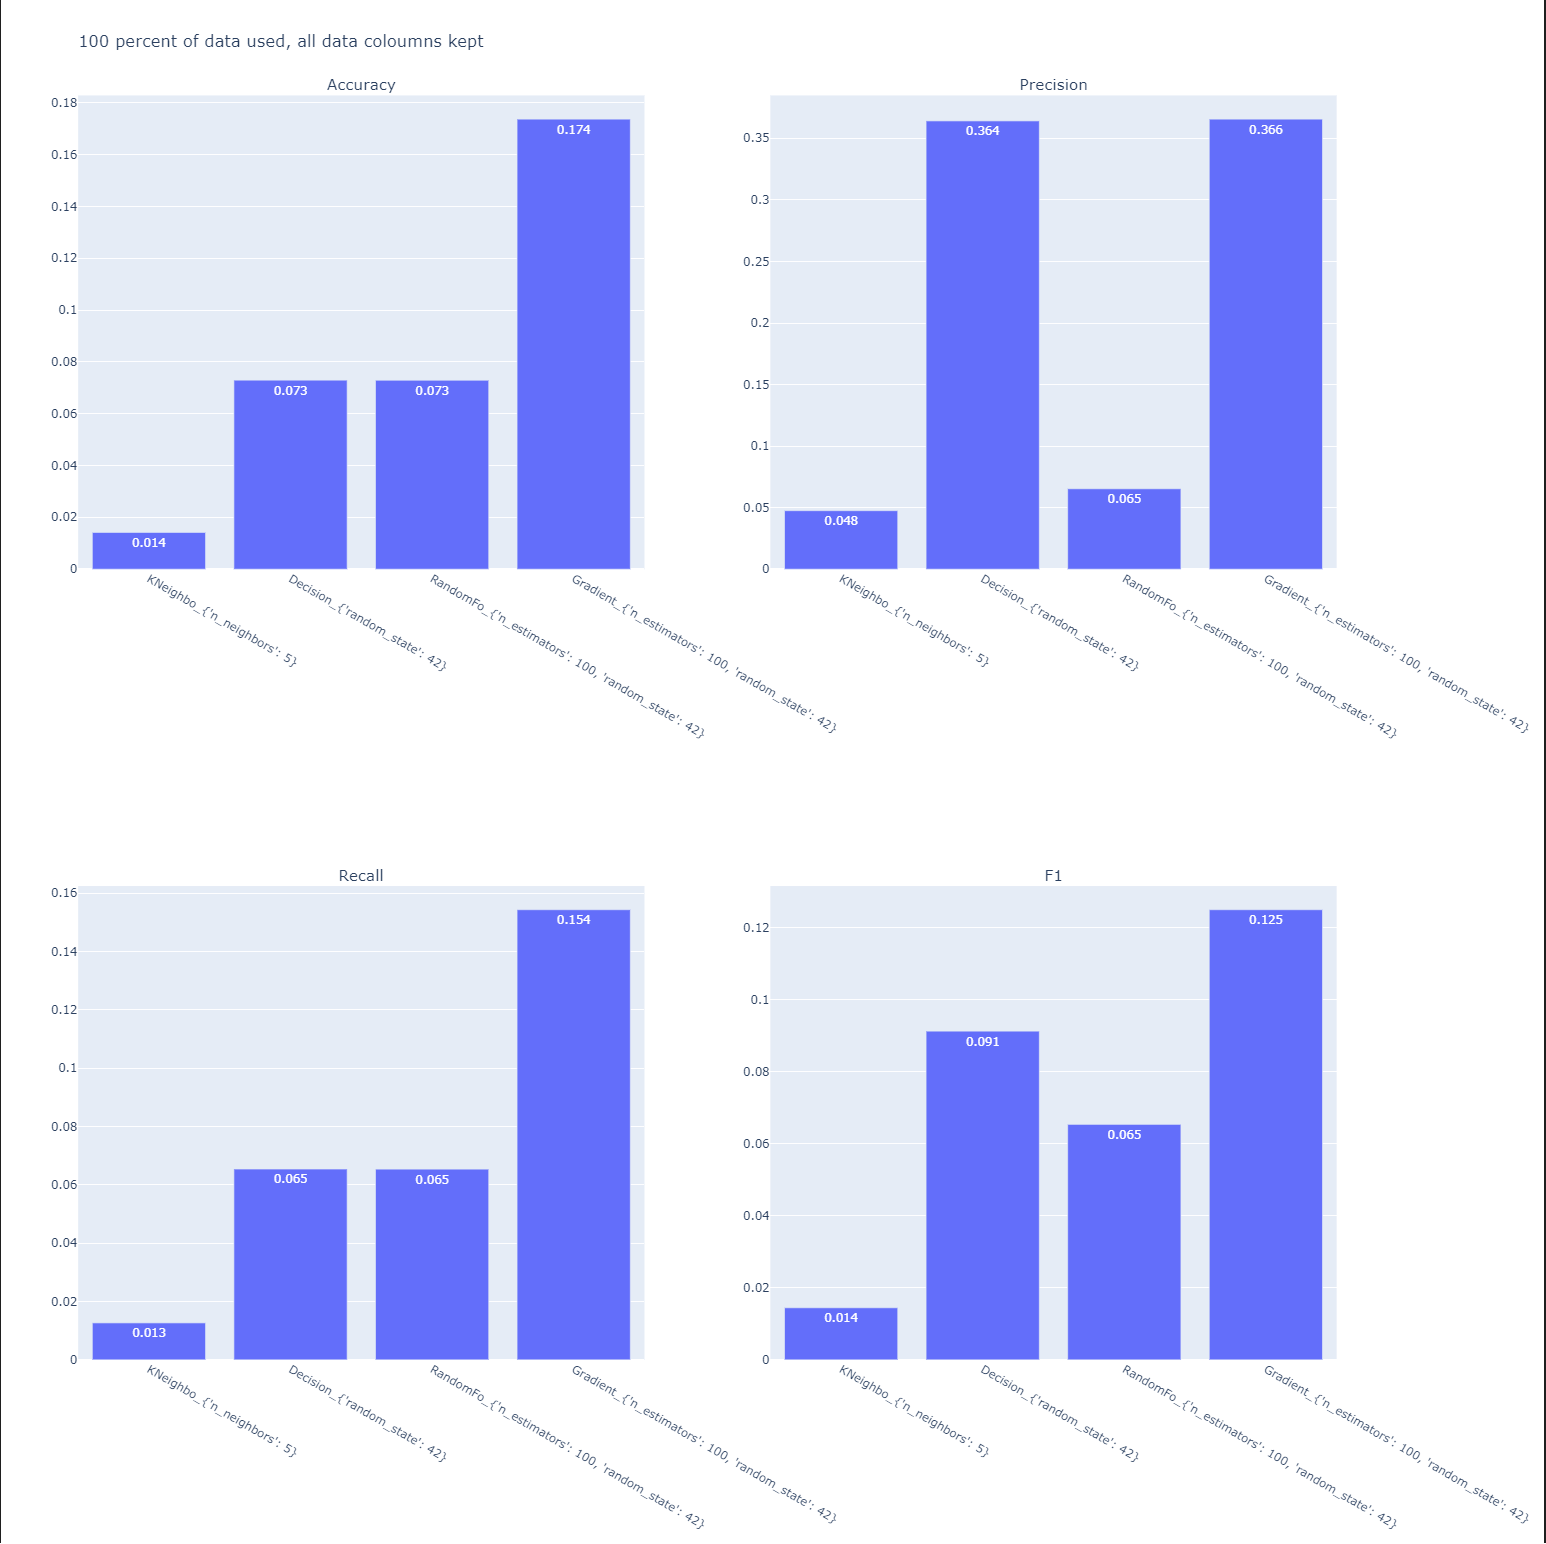 100 percent of data used, all data coloumns kept
Accuracy
0.18
0.16
0.14
0.12
0.1
0.08
0.06
0.04
0.02
0
0.014
0.073
0.073
0.174
KNeighbo_{'n_neighbors': 5}
Decision_{'random_state': 42}
RandomFo_{'n_estimators': 100, 'random_state': 42}
Gradient_{'n_estimators': 100, 'random_state': 42}
Precision
0.35
0.3
0.25
0.2
0.15
0.1
0.05
0
0.048
0.364
0.065
0.366
KNeighbo_{'n_neighbors': 5}
Decision_{'random_state': 42}
RandomFo_{'n_estimators': 100, 'random_state': 42}
Gradient_{'n_estimators': 100, 'random_state': 42}
Recall
0.16
0.14
0.12
0.1
0.08
0.06
0.04
0.02
0
0.013
0.065
0.065
0.154
KNeighbo_{'n_neighbors': 5}
Decision_{'random_state': 42}
RandomFo_{'n_estimators': 100, 'random_state': 42}
Gradient_{'n_estimators': 100, 'random_state': 42}
F1
0.12
0.1
0.08
0.06
0.04
0.02
0
0.014
0.091
0.065
0.125
KNeighbo_{'n_neighbors': 5}
Decision_{'random_state': 42}
RandomFo_{'n_estimators': 100, 'random_state': 42}
Gradient_{'n_estimators': 100, 'random_state': 42}